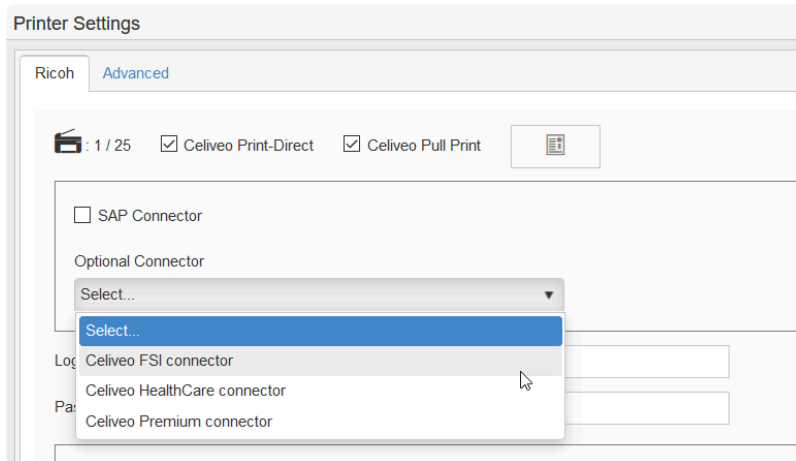 Printer Settings
Ricoh Advanced
: 1 / 25 Celiveo Print-Direct Celiveo Pull Print
SAP Connector
Optional Connector
Select...
Select...
Celiveo FSI connector
Celiveo HealthCare connector
Celiveo Premium connector